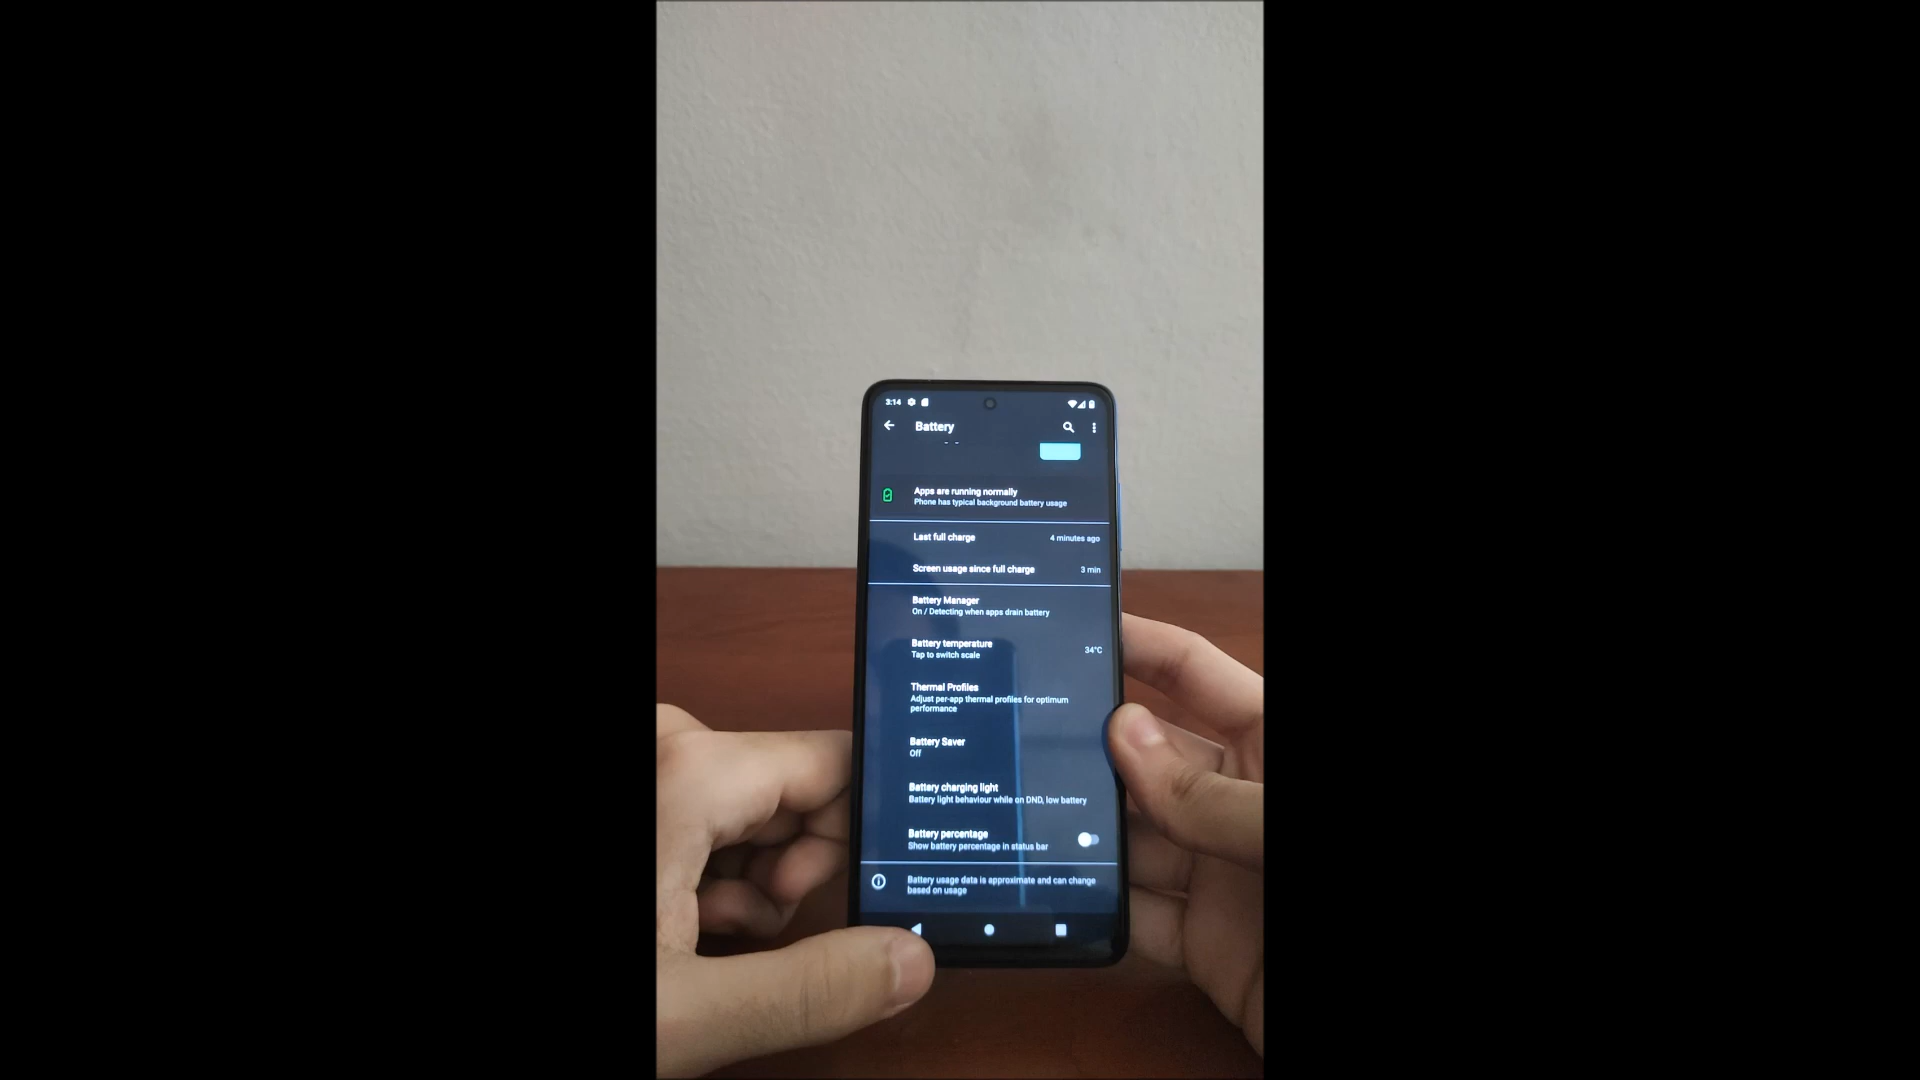 3:14
Battery
Apps are running normally
Phone has typical background battery usage
Last full charge 4 minutes ago
Screen usage since full charge 3 min
Battery Manager
On / Detecting when apps drain battery
Battery temperature 34°C
Tap to switch scale
Thermal Profiles
Adjust per-app thermal profiles for optimum
performance
Battery Saver
Off
Battery charging light
Battery light behaviour while on DND, low battery
Battery percentage
Show battery percentage in status bar
Battery usage data is approximate and can change
based on usage